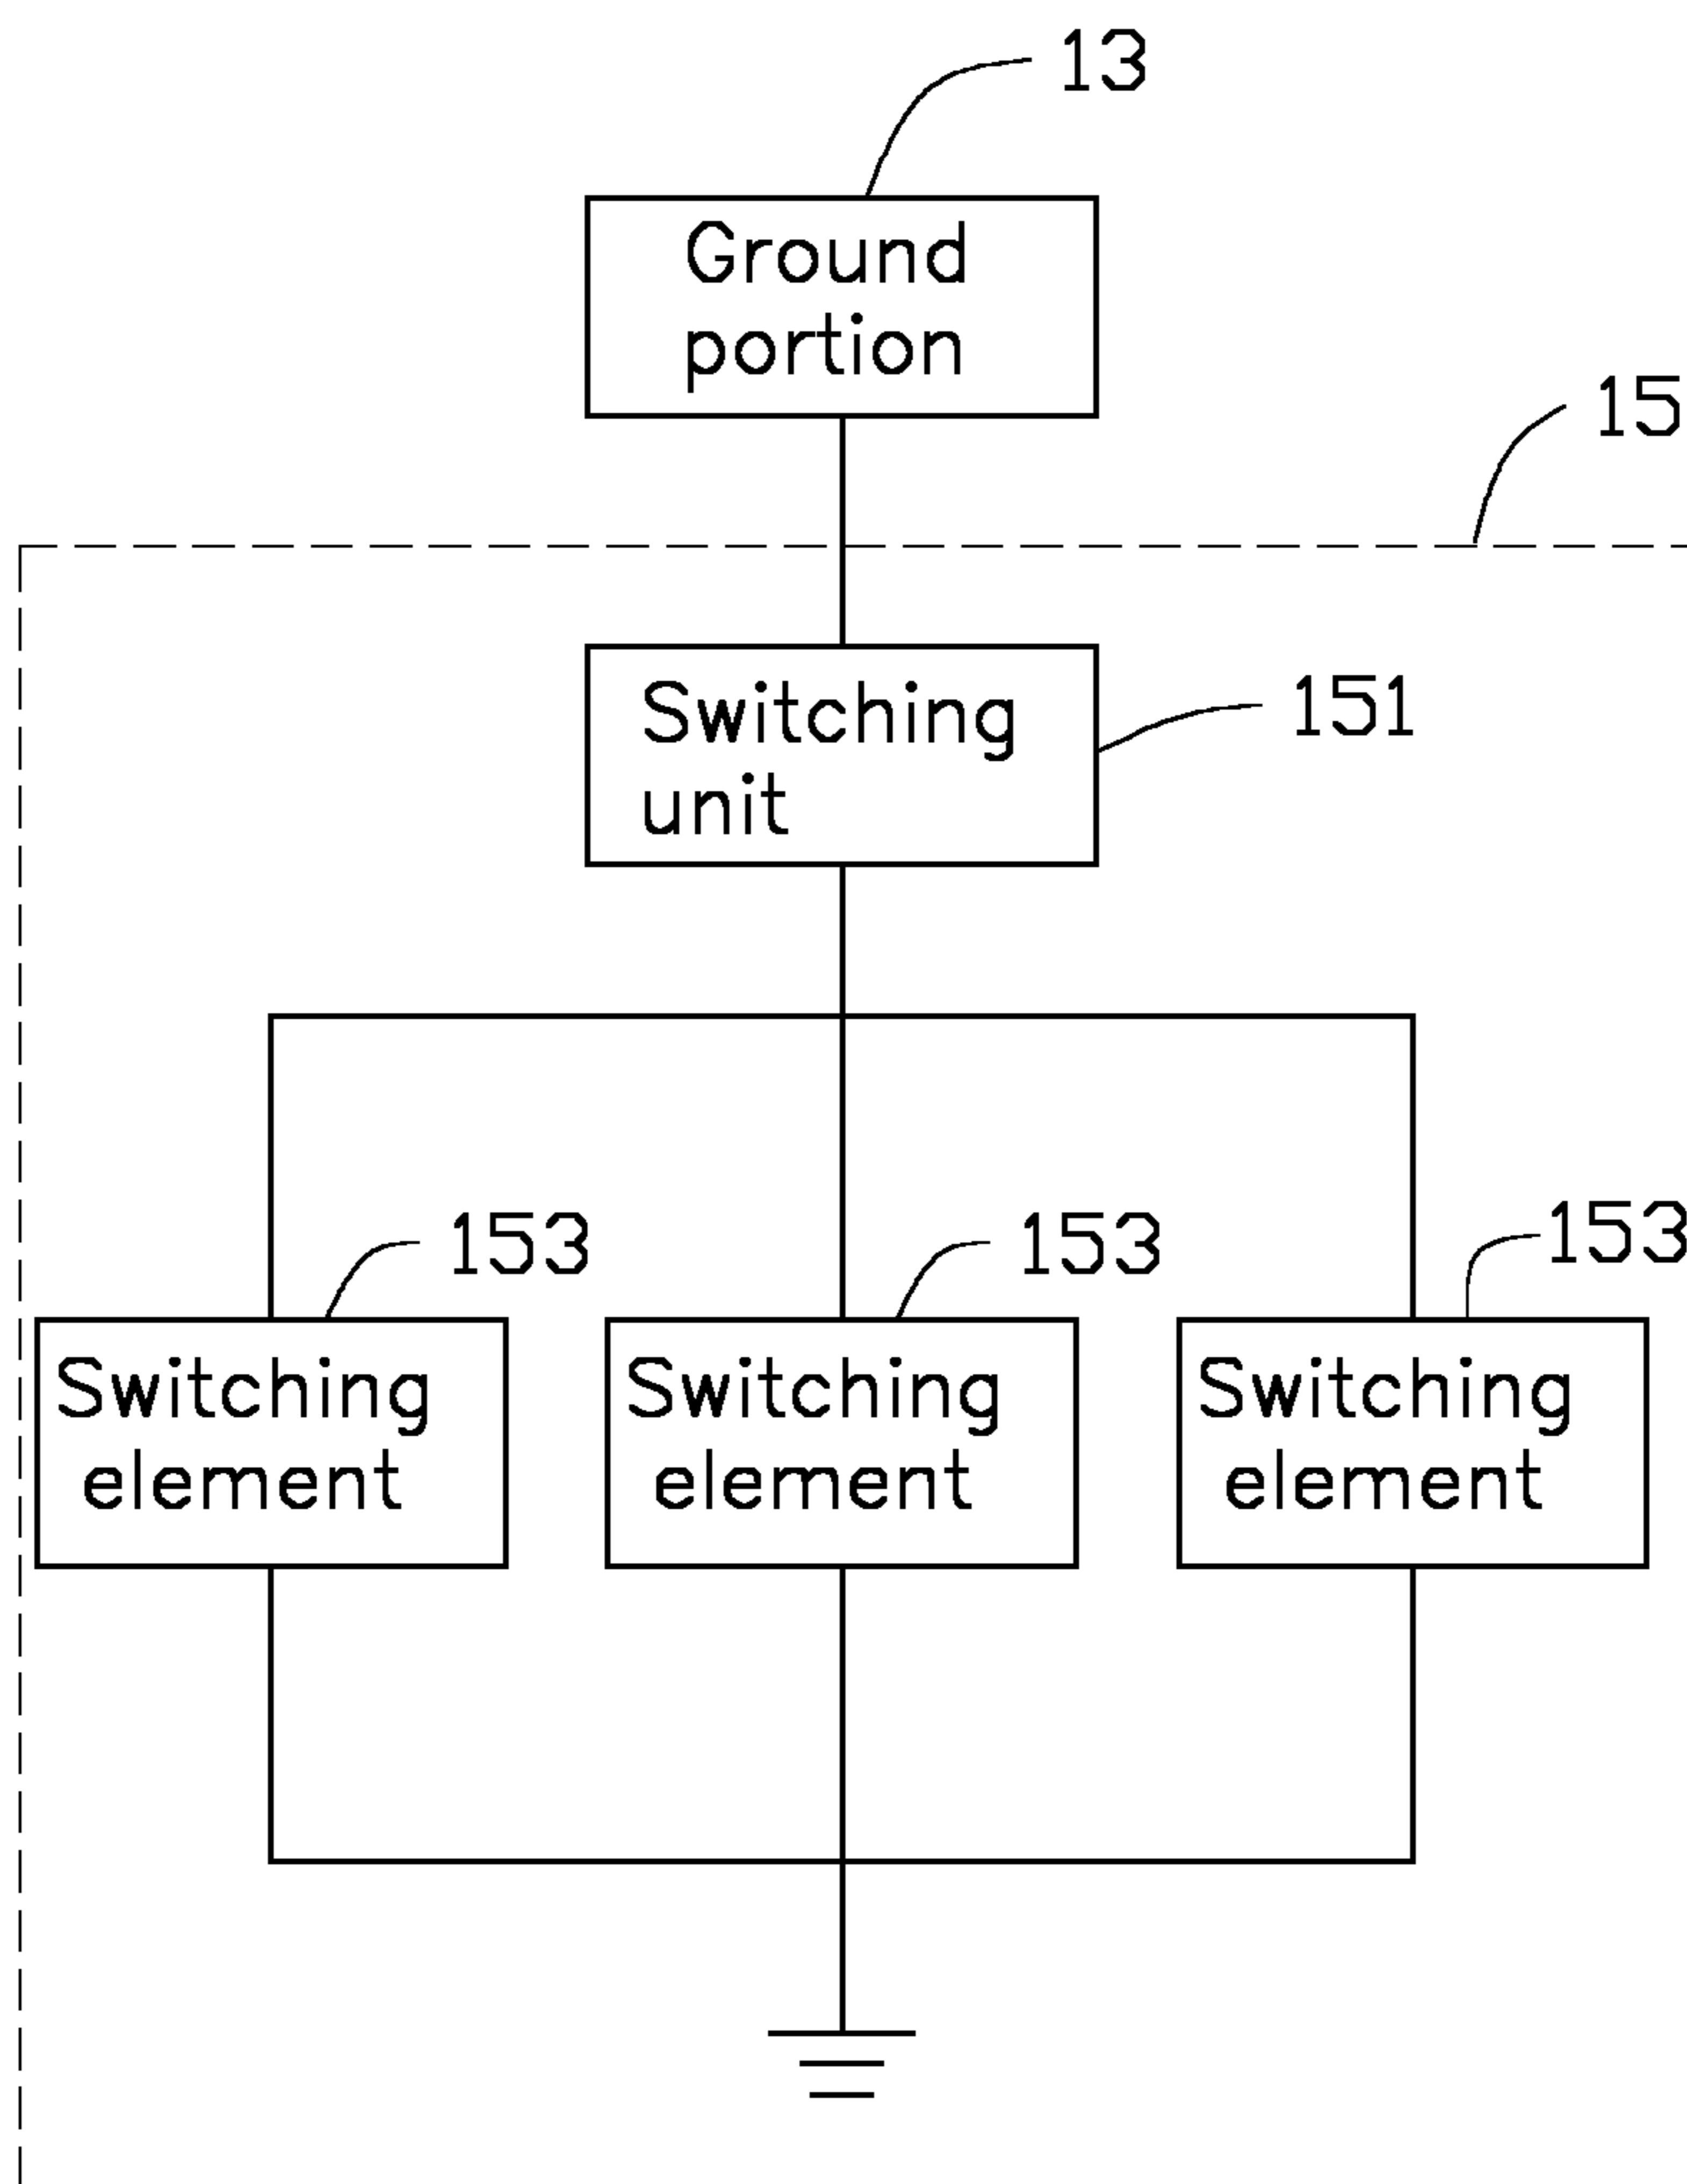 13
Ground
portion
15
Switching
unit
151
153
153
153
Switching
element
Switching
element
Switching
element